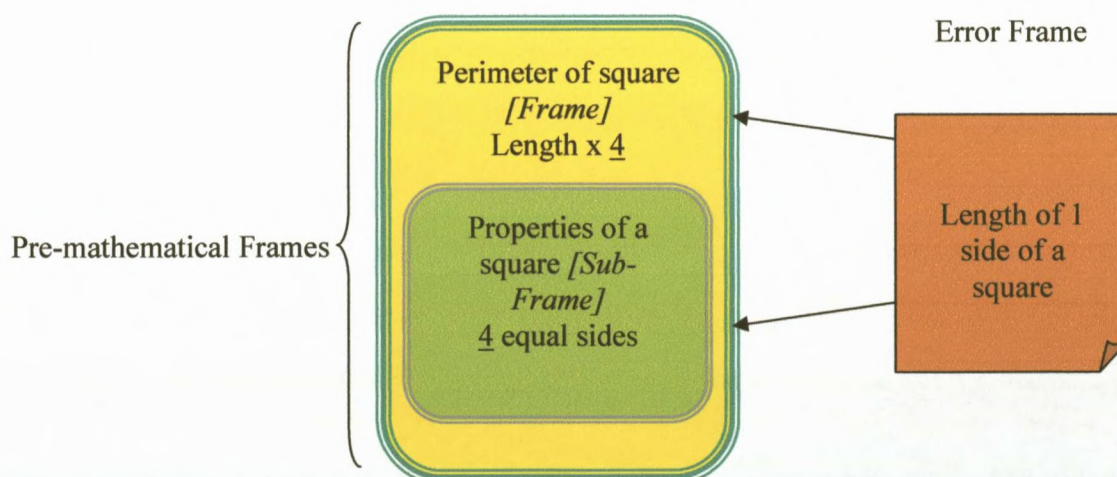 Error Frame
Perimeter of square
[Frame]
Length x 4
Properties of a
square [Sub-
Frame]
4 equal sides
Pre-mathematical Frames
Length of 1
side of a
square